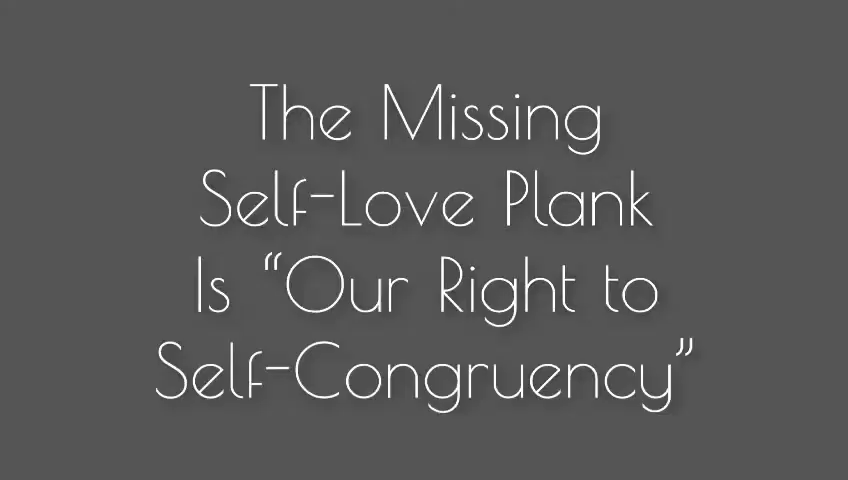 The Missing
Self-Love Plank
Is “Our Right to
Self-Congruency”